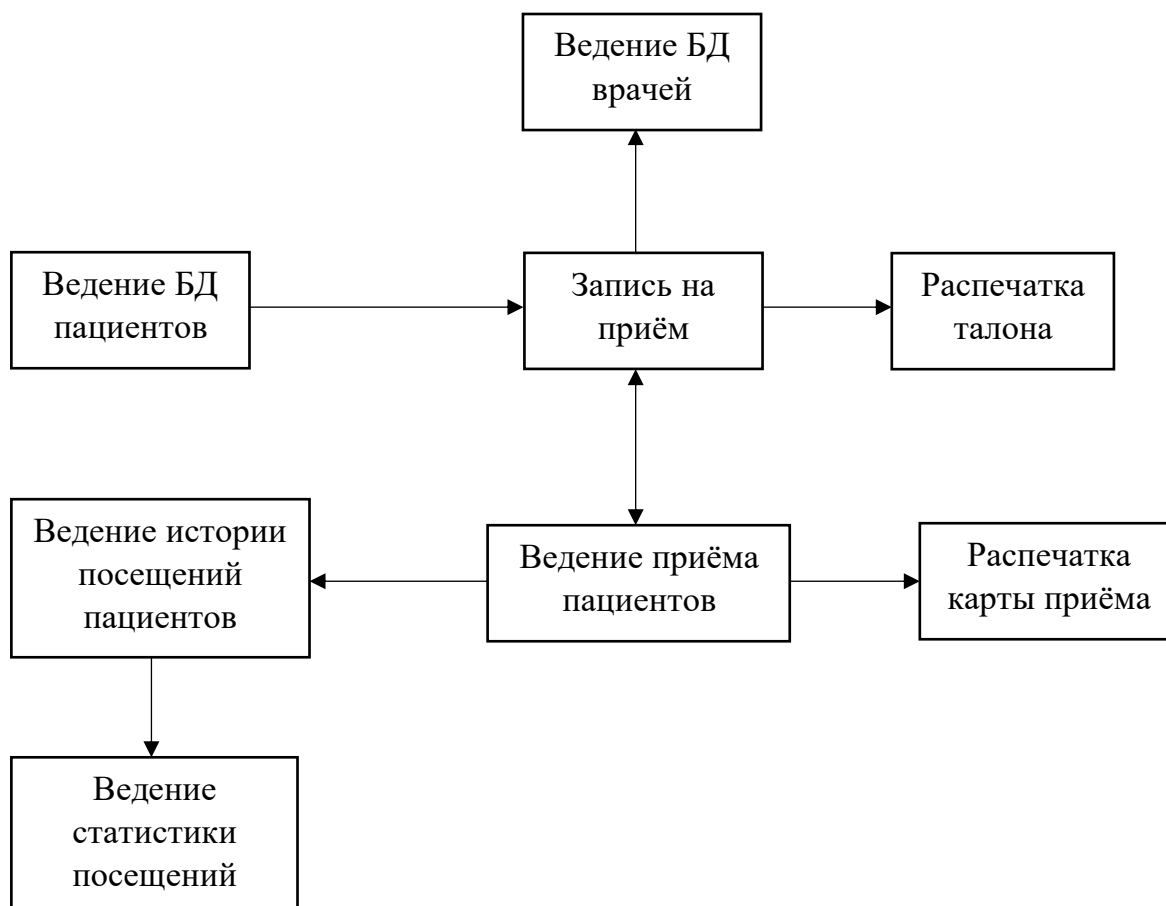 Ведение БД
врачей
Ведение БД
пациентов
Запись на
приём
Распечатка
талона
Ведение истории
посещений
пациентов
Ведение приёма
пациентов
Распечатка
карты приёма
Ведение
статистики
посещений